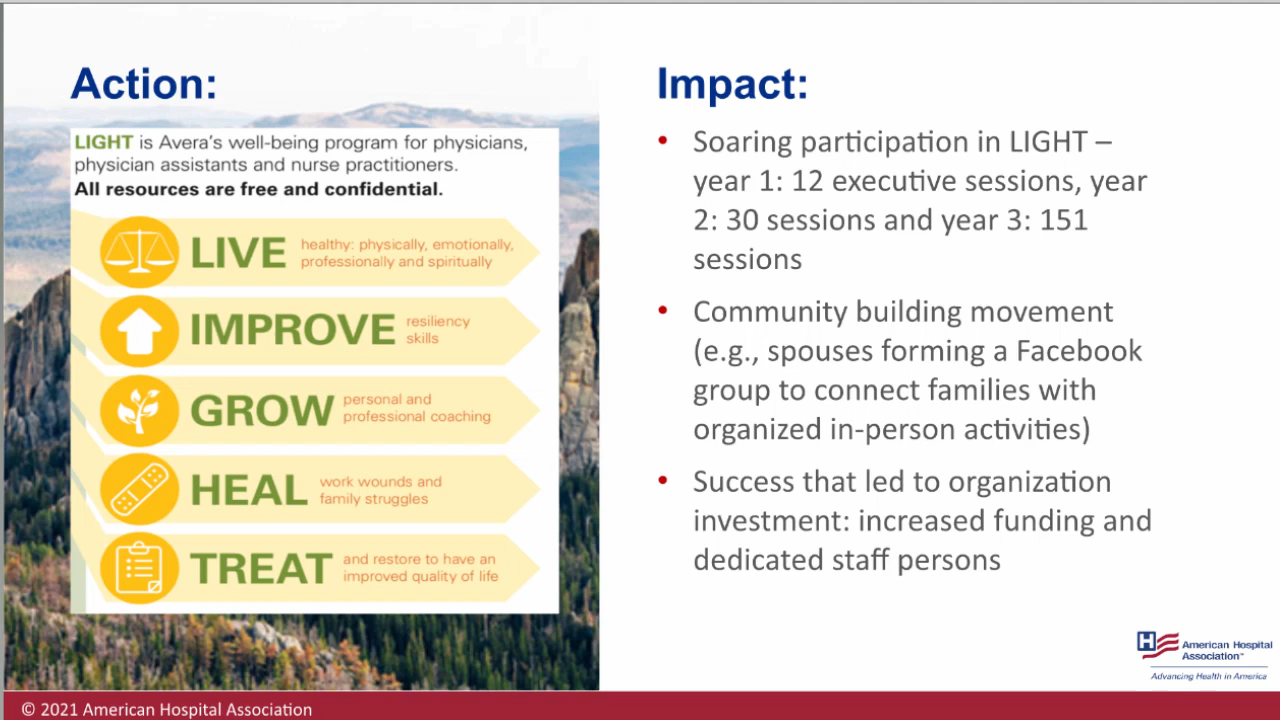 Action:
LIGHT is Avera's well-being program for physicians,
physician assistants and nurse practitioners.
All resources are free and confidential.
LIVE healthy: physically, emotionally,
professionally and spiritually
IMPROVE resiliency
skills
GROW personal and
professional coaching
HEAL work wounds and
family struggles
TREAT and restore to have an
improved quality of life
Impact:
• Soaring participation in LIGHT –
year 1: 12 executive sessions, year
2: 30 sessions and year 3: 151
sessions
• Community building movement
(e.g., spouses forming a Facebook
group to connect families with
organized in-person activities)
• Success that led to organization
investment: increased funding and
dedicated staff persons
H American Hospital
Association™
Advancing Health in America
© 2021 American Hospital Association